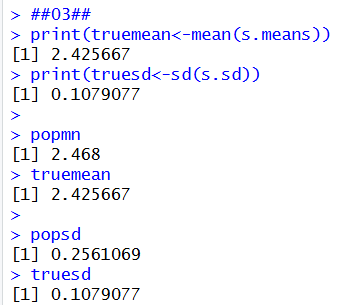 > ##03##
> print(truemean<-mean(s.means))
[1] 2.425667
> print(truesd<-sd(s.sd))
[1] 0.1079077
>
> popmn
[1] 2.468
> truemean
[1] 2.425667
>
> popsd
[1] 0.2561069
> truesd
[1] 0.1079077